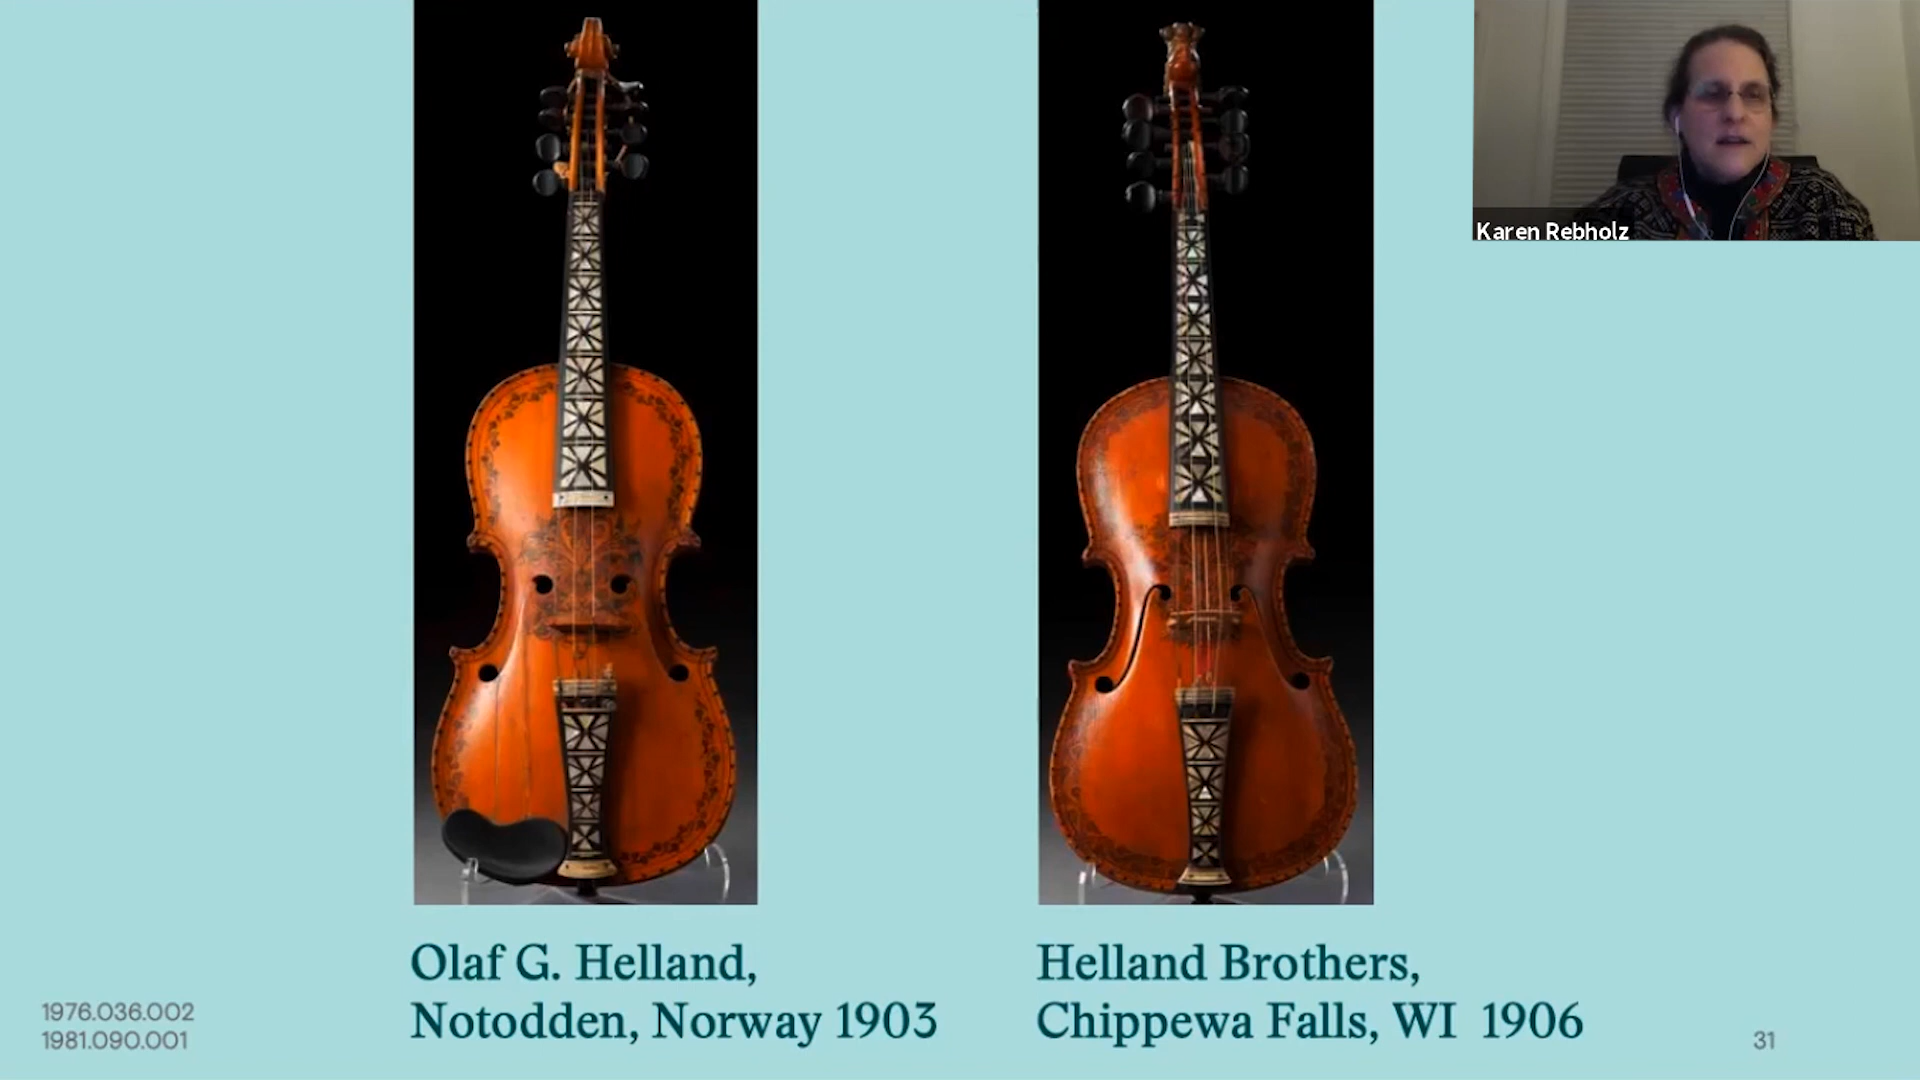 Karen Rebholz
Olaf G. Helland,
Notodden, Norway 1903
Helland Brothers,
Chippewa Falls, WI 1906
1976.036.002
1981.090.001
31